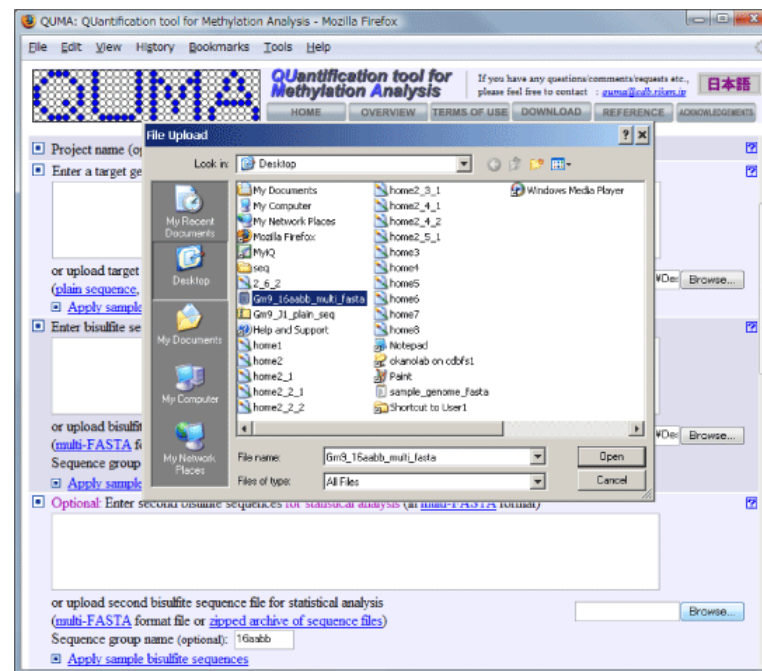 QUMA: QUantification tool for Methylation Analysis - Mozilla Firefox
File Edit View History Bookmarks Tools Help
QUMA
QUantification tool for
Methylation Analysis
If you have any questions/comments/requests etc.,
please feel free to contact : quma@cdb.riken.jp
日本語
HOME OVERVIEW TERMS OF USE DOWNLOAD REFERENCE ACKNOWLEDGEMENTS
Project name (op
Enter a target ge
or upload target
(plain sequence,
Apply sample
Enter bisulfite se
or upload bisulfit
(multi-FASTA fo
Sequence group
Apply sample
File Upload
Look in: Desktop
My Recent
Documents
Desktop
My Documents
My Computer
My Network
Places
My Documents
My Computer
My Network Places
Mozilla Firefox
MyIQ
seq
2_6_2
Gm9_16aabb_multi_fasta
Gm9_J1_plain_seq
Help and Support
home1
home2
home2_1
home2_2_1
home2_2_2
home2_3_1
home2_4_1
home2_4_2
home2_5_1
home3
home4
home5
home6
home7
home8
Notepad
okanolab on cdbfs1
Paint
sample_genome_fasta
Shortcut to User1
Windows Media Player
File name: Gm9_16aabb_multi_fasta Open
Files of type: All Files Cancel
¥Des Browse...
¥Des Browse...
Optional: Enter second bisulfite sequences for statistical analysis (in multi-FASTA format)
or upload second bisulfite sequence file for statistical analysis
(multi-FASTA format file or zipped archive of sequence files)
Browse...
Sequence group name (optional): 16aabb
Apply sample bisulfite sequences